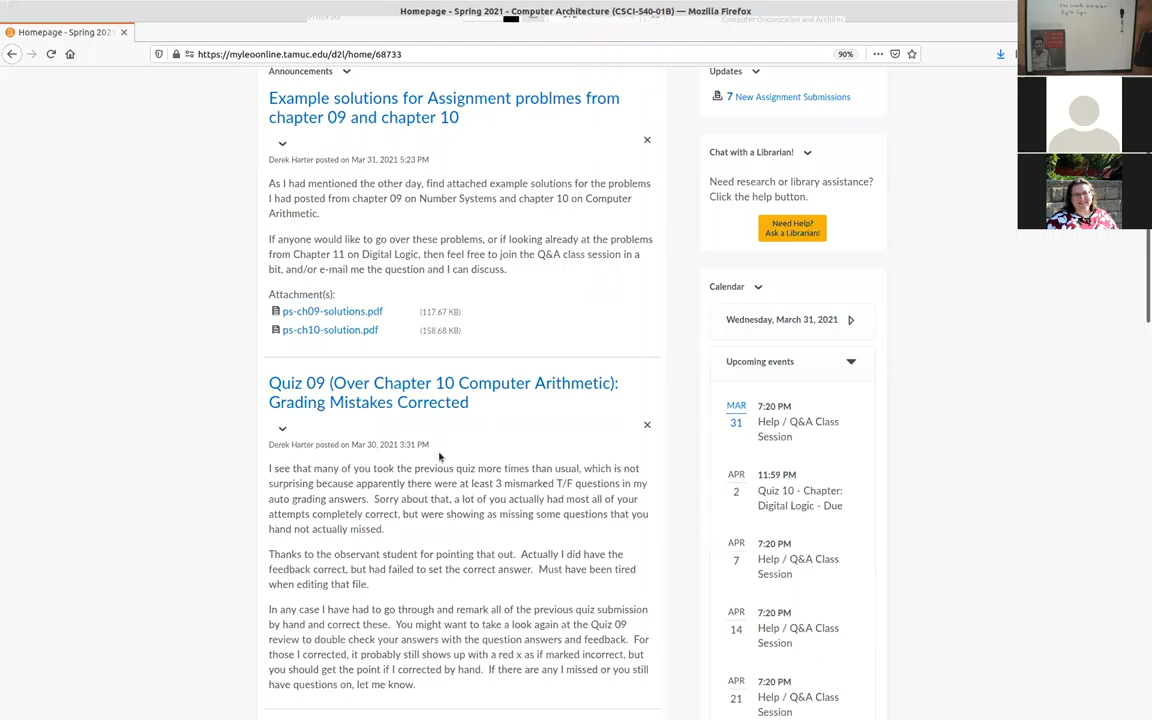 Homepage - Spring 2021 - Computer Architecture (CSCI-540-01B) — Mozilla Firefox
Computer Organization and Architec
Homepage - Spring 2021
https://myleoonline.tamuc.edu/d2l/home/68733
90%
Announcements
Example solutions for Assignment problmes from
chapter 09 and chapter 10
Derek Harter posted on Mar 31, 2021 5:23 PM
As I had mentioned the other day, find attached example solutions for the problems
I had posted from chapter 09 on Number Systems and chapter 10 on Computer
Arithmetic.
If anyone would like to go over these problems, or if looking already at the problems
from Chapter 11 on Digital Logic, then feel free to join the Q&A class session in a
bit, and/or e-mail me the question and I can discuss.
Attachment(s):
ps-ch09-solutions.pdf (117.67 KB)
ps-ch10-solution.pdf (158.68 KB)
Quiz 09 (Over Chapter 10 Computer Arithmetic):
Grading Mistakes Corrected
Derek Harter posted on Mar 30, 2021 3:31 PM
I see that many of you took the previous quiz more times than usual, which is not
surprising because apparently there were at least 3 mismarked T/F questions in my
auto grading answers. Sorry about that, a lot of you actually had most all of your
attempts completely correct, but were showing as missing some questions that you
hand not actually missed.
Thanks to the observant student for pointing that out. Actually I did have the
feedback correct, but had failed to set the correct answer. Must have been tired
when editing that file.
In any case I have had to go through and remark all of the previous quiz submission
by hand and correct these. You might want to take a look again at the Quiz 09
review to double check your answers with the question answers and feedback. For
those I corrected, it probably still shows up with a red x as if marked incorrect, but
you should get the point if I corrected by hand. If there are any I missed or you still
have questions on, let me know.
Updates
7 New Assignment Submissions
Chat with a Librarian!
Need research or library assistance?
Click the help button.
Need Help?
Ask a Librarian!
Calendar
Wednesday, March 31, 2021
Upcoming events
MAR 7:20 PM
31 Help / Q&A Class
Session
APR 11:59 PM
2 Quiz 10 - Chapter:
Digital Logic - Due
APR 7:20 PM
7 Help / Q&A Class
Session
APR 7:20 PM
14 Help / Q&A Class
Session
APR 7:20 PM
21 Help / Q&A Class
Session